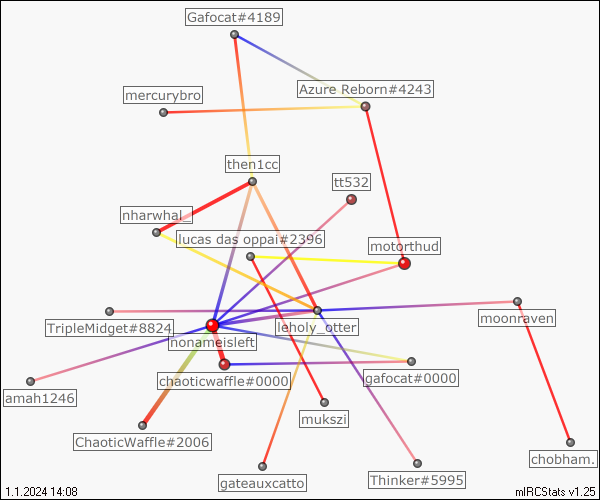 Gafocat#4189
Azure Reborn#4243
mercurybro
then1cc
tt532
nharwhal_
lucas das oppai#2396
motorthud
TripleMidget#8824
leholy_otter
moonraven
nonameisleft
chaoticwaffle#0000
gafocat#0000
amah1246
mukszi
ChaoticWaffle#2006
chobham.
gateauxcatto
Thinker#5995
1.1.2024 14:08
mIRCStats v1.25